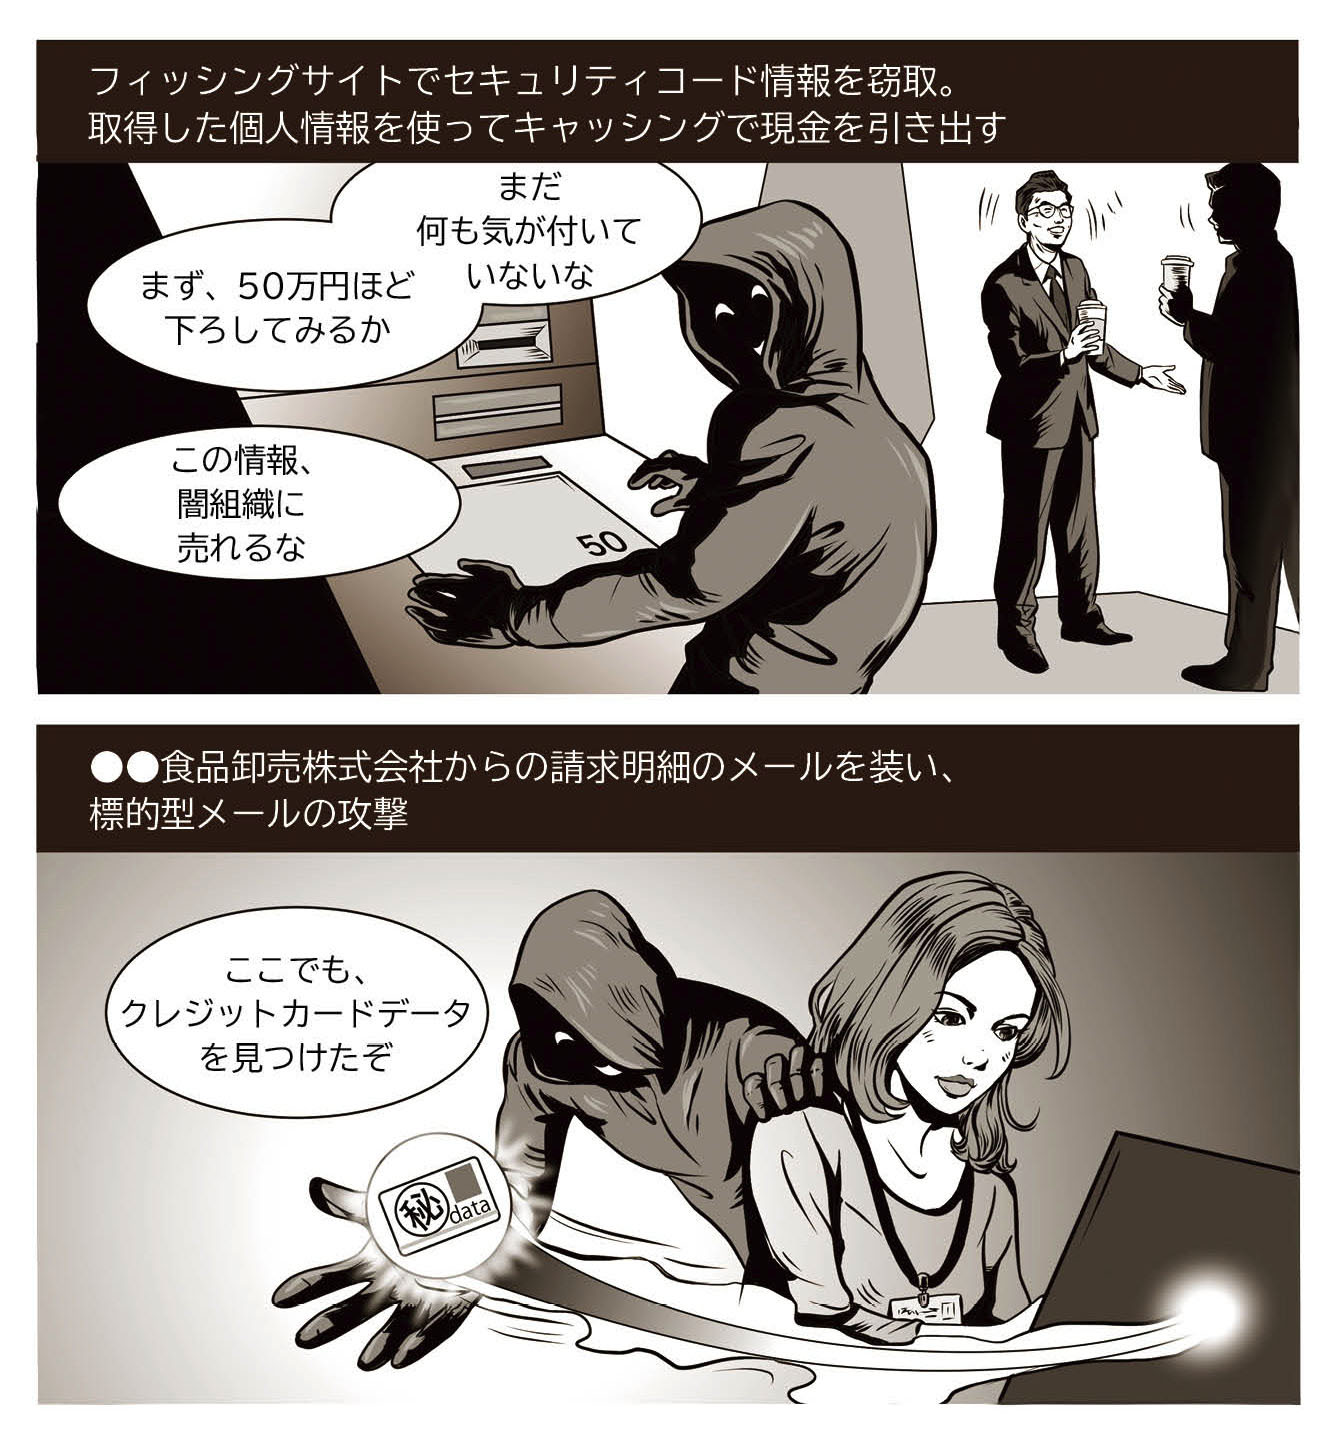 フィッシングサイトでセキュリティコード情報を窃取。
取得した個人情報を使ってキャッシングで現金を引き出す
まだ
何も気が付いて
いないな
まず、50万円ほど
下ろしてみるか
この情報、
闇組織に
売れるな
50
●●食品卸売株式会社からの請求明細のメールを装い、
標的型メールの攻撃
ここでも、
クレジットカードデータ
を見つけたぞ
秘
data